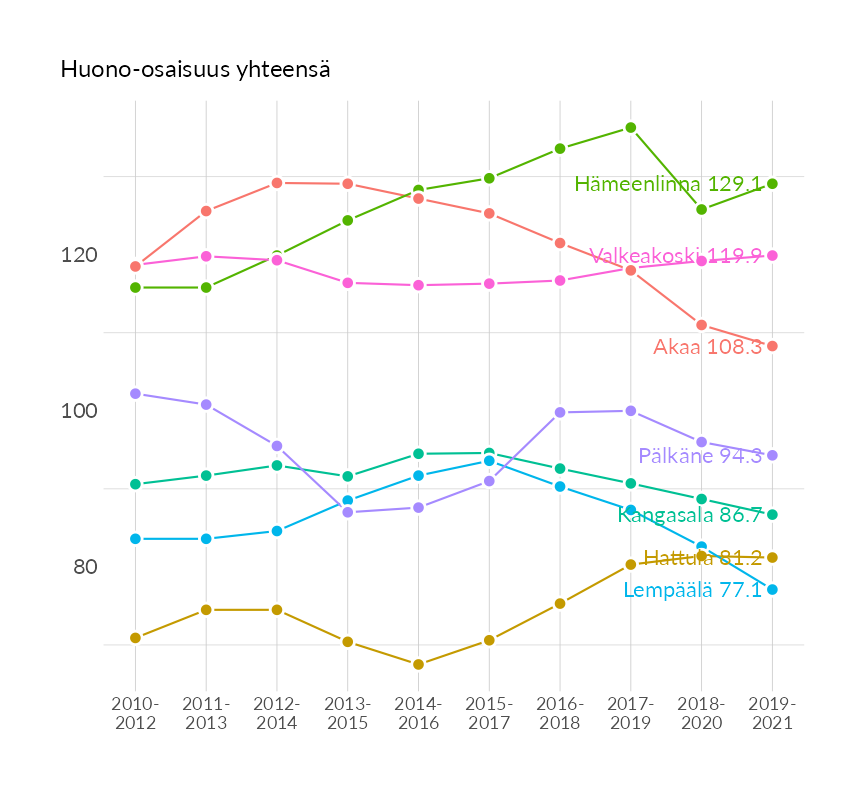 Huono-osaisuus yhteensä
Hämeenlinna 129.1
120
Valkeakoski 119.9
Akaa 108.3
100
Pälkäne 94.3
Kangasala 86.7
Hattula 81.2
80
Lempäälä 77.1
2010- 2011- 2012- 2013- 2014- 2015- 2016- 2017- 2018- 2019-
2012 2013 2014 2015 2016 2017 2018 2019 2020 2021